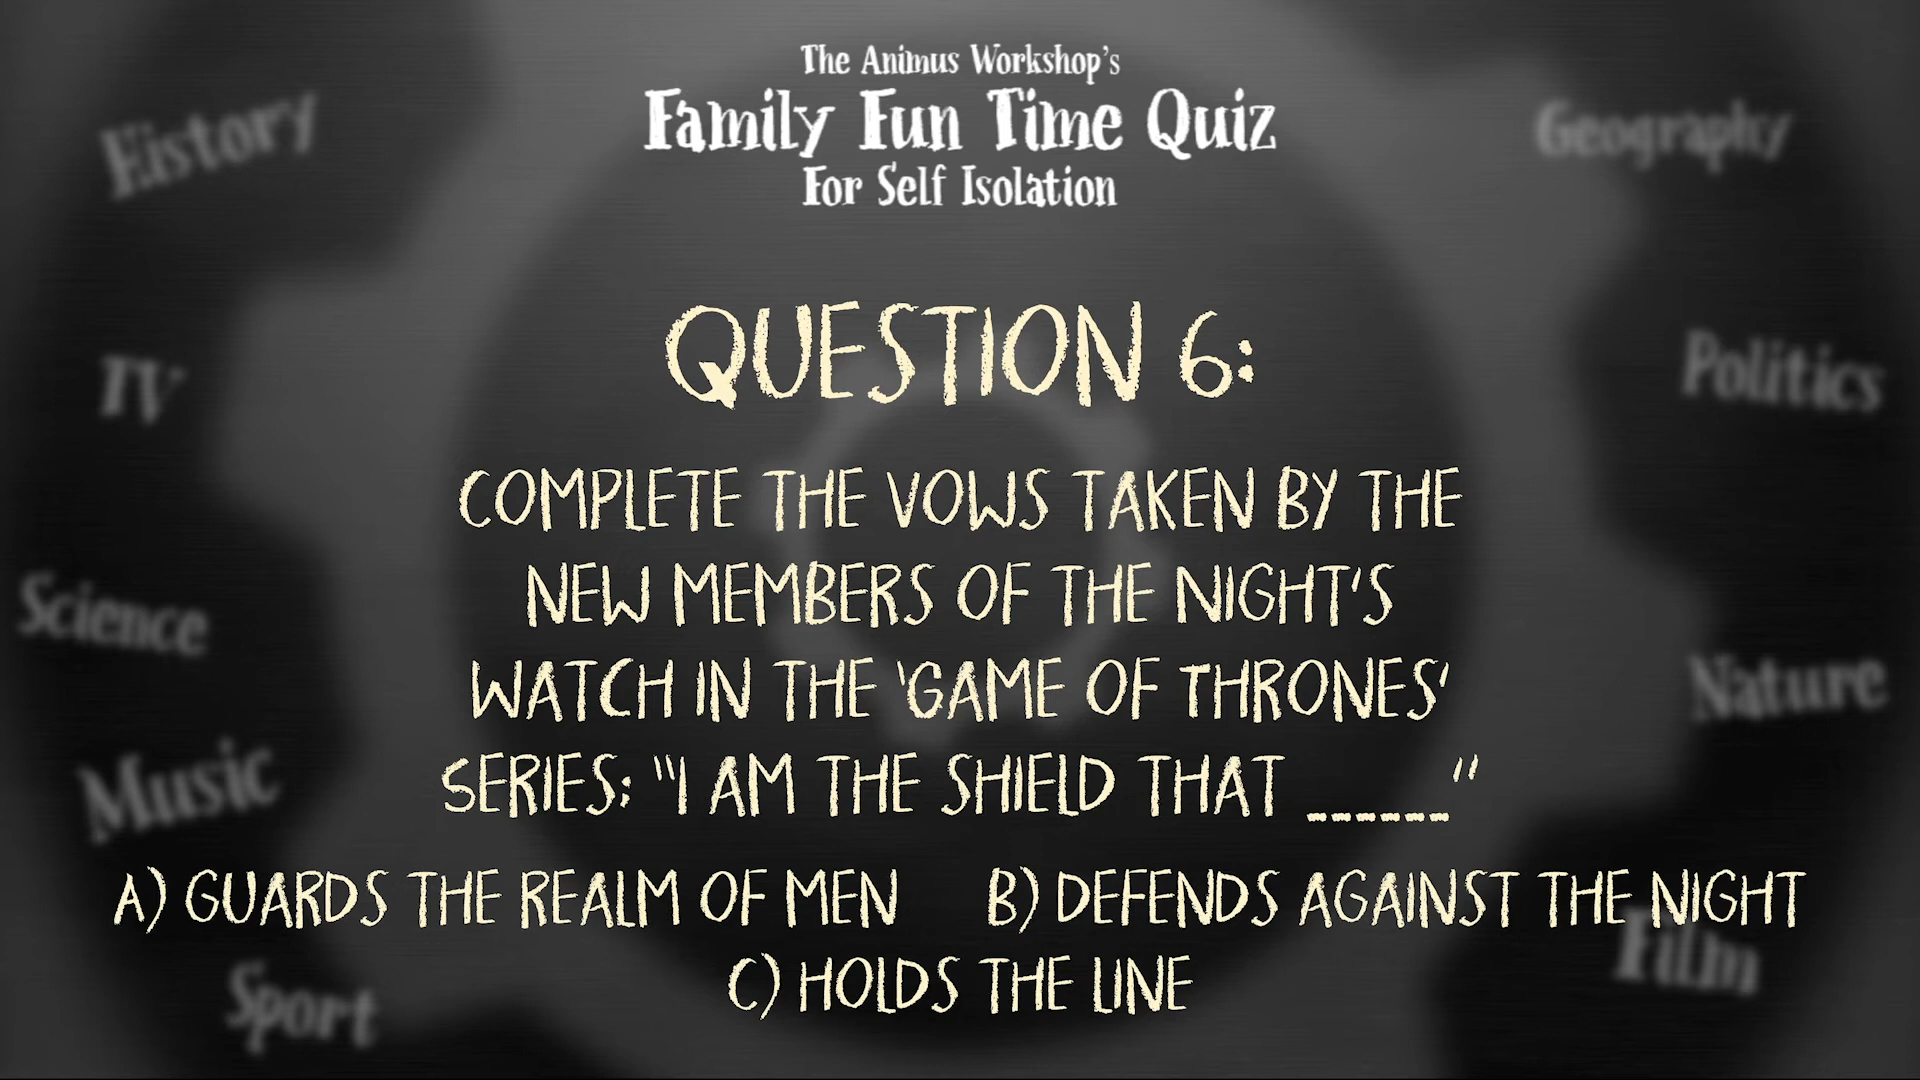 The Animus Workshop's
Family Fun Time Quiz
For Self Isolation
History
Geography
TV
Politics
Science
Nature
Music
Sport
Film
QUESTION 6:
COMPLETE THE VOWS TAKEN BY THE
NEW MEMBERS OF THE NIGHT'S
WATCH IN THE 'GAME OF THRONES'
SERIES: "I AM THE SHIELD THAT ______"
A) GUARDS THE REALM OF MEN B) DEFENDS AGAINST THE NIGHT
C) HOLDS THE LINE